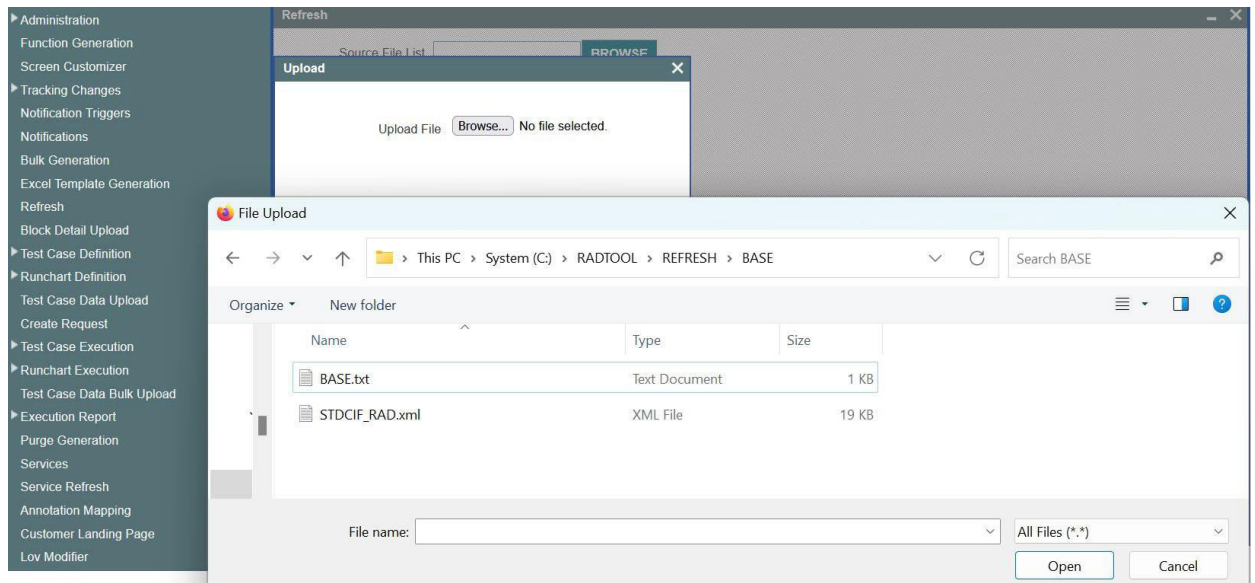 Administration
Function Generation
Screen Customizer
Tracking Changes
Notification Triggers
Notifications
Bulk Generation
Excel Template Generation
Refresh
Block Detail Upload
Test Case Definition
Runchart Definition
Test Case Data Upload
Create Request
Test Case Execution
Runchart Execution
Test Case Data Bulk Upload
Execution Report
Purge Generation
Services
Service Refresh
Annotation Mapping
Customer Landing Page
Lov Modifier
Refresh
Source File List BROWSE
Upload
Upload File Browse... No file selected.
File Upload
This PC > System (C:) > RADTOOL > REFRESH > BASE Search BASE
Organize New folder
Name Type Size
BASE.txt Text Document 1 KB
STDCIF_RAD.xml XML File 19 KB
File name: All Files (*.*)
Open Cancel